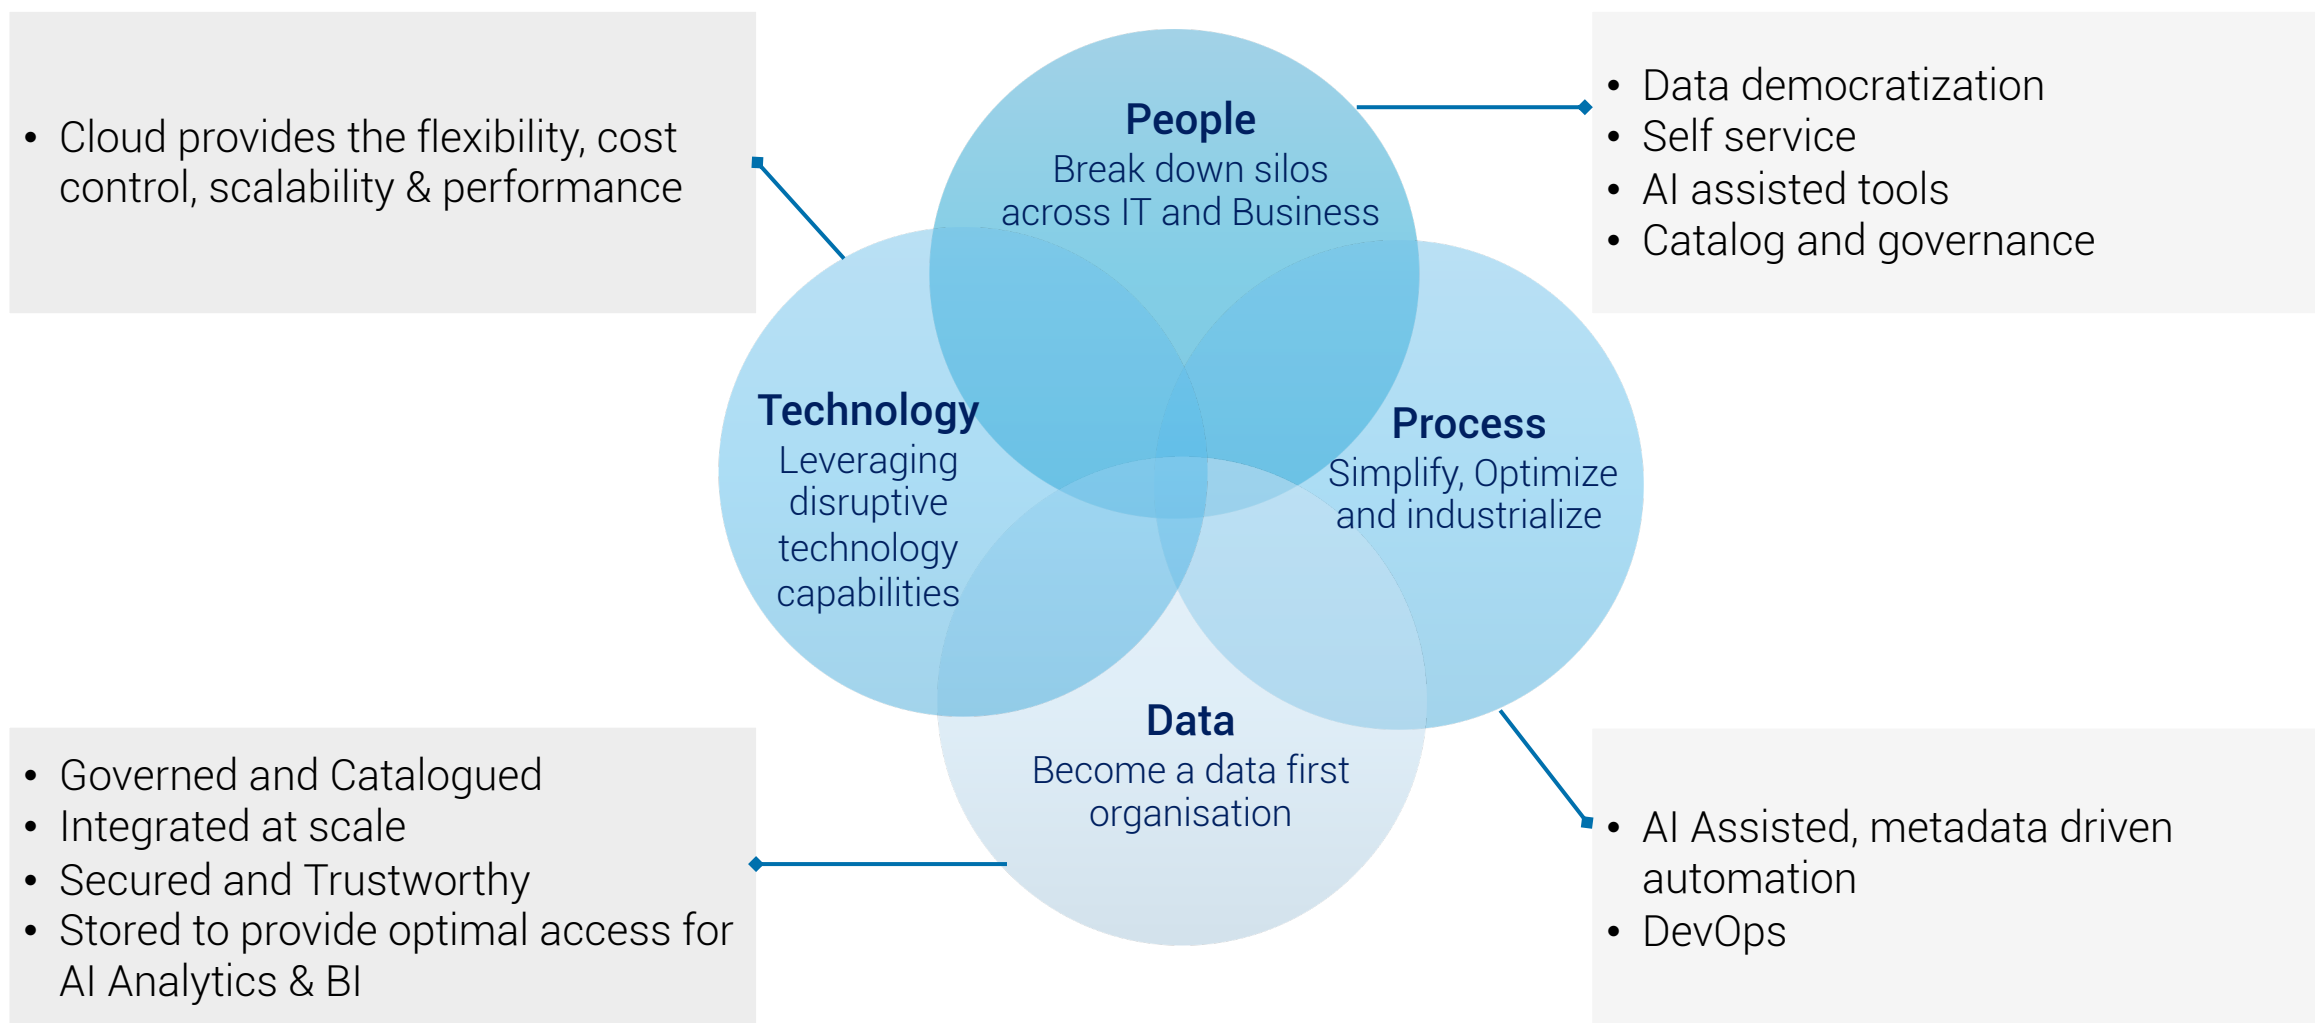 • Cloud provides the flexibility, cost
control, scalability & performance
People
Break down silos
across IT and Business
• Data democratization
• Self service
• AI assisted tools
• Catalog and governance
Technology
Leveraging
disruptive
technology
capabilities
Process
Simplify, Optimize
and industrialize
Data
Become a data first
organisation
• Governed and Catalogued
• Integrated at scale
• Secured and Trustworthy
• Stored to provide optimal access for
AI Analytics & BI
• AI Assisted, metadata driven
automation
• DevOps